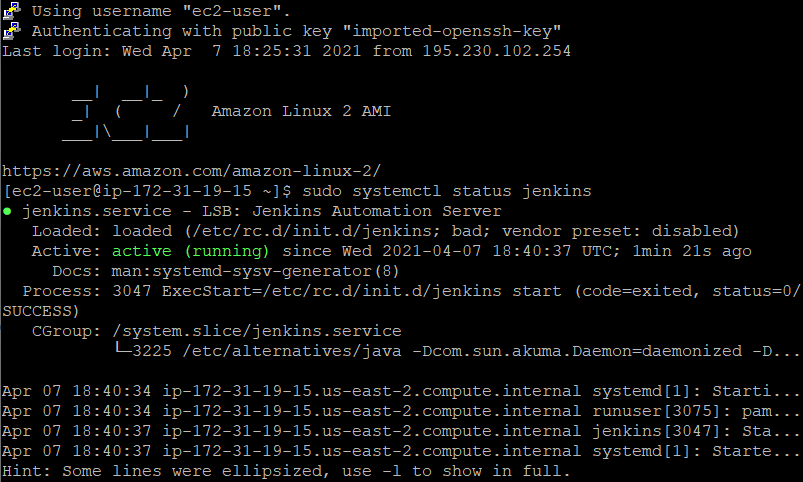 Using username "ec2-user".
Authenticating with public key "imported-openssh-key"
Last login: Wed Apr  7 18:25:31 2021 from 195.230.102.254

       __|  __|_  )
       _|  (     /   Amazon Linux 2 AMI
      ___|\___|___|

https://aws.amazon.com/amazon-linux-2/
[ec2-user@ip-172-31-19-15 ~]$ sudo systemctl status jenkins
● jenkins.service - LSB: Jenkins Automation Server
   Loaded: loaded (/etc/rc.d/init.d/jenkins; bad; vendor preset: disabled)
   Active: active (running) since Wed 2021-04-07 18:40:37 UTC; 1min 21s ago
     Docs: man:systemd-sysv-generator(8)
  Process: 3047 ExecStart=/etc/rc.d/init.d/jenkins start (code=exited, status=0/
SUCCESS)
   CGroup: /system.slice/jenkins.service
           └─3225 /etc/alternatives/java -Dcom.sun.akuma.Daemon=daemonized -D...

Apr 07 18:40:34 ip-172-31-19-15.us-east-2.compute.internal systemd[1]: Starti...
Apr 07 18:40:34 ip-172-31-19-15.us-east-2.compute.internal runuser[3075]: pam...
Apr 07 18:40:37 ip-172-31-19-15.us-east-2.compute.internal jenkins[3047]: Sta...
Apr 07 18:40:37 ip-172-31-19-15.us-east-2.compute.internal systemd[1]: Starte...
Hint: Some lines were ellipsized, use -l to show in full.